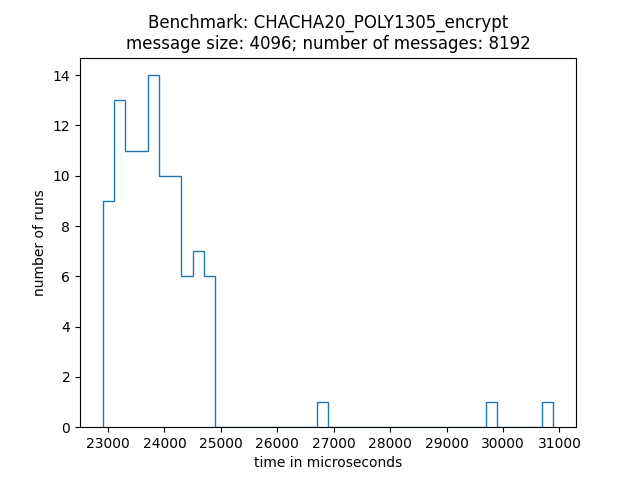 Benchmark: CHACHA20_POLY1305_encrypt
message size: 4096; number of messages: 8192
14
12
10
8
6
4
2
0
number of runs
23000 24000 25000 26000 27000 28000 29000 30000 31000
time in microseconds